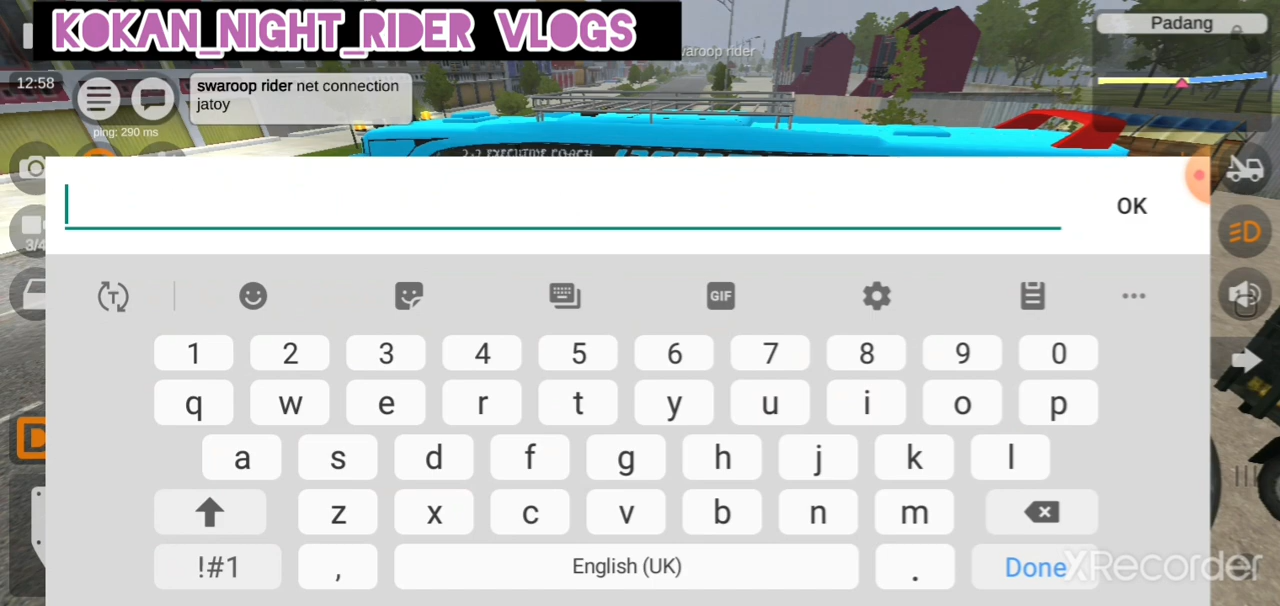 KOKAN_NIGHT_RIDER VLOGS
waroop rider
Padang
12:58
swaroop rider net connection
jatoy
ping: 290 ms
2+2 EXECUTIVE COACH
3/4
OK
GIF
1 2 3 4 5 6 7 8 9 0
q w e r t y u i o p
a s d f g h j k l
z x c v b n m
!#1 , English (UK) . Done
XRecorder
D